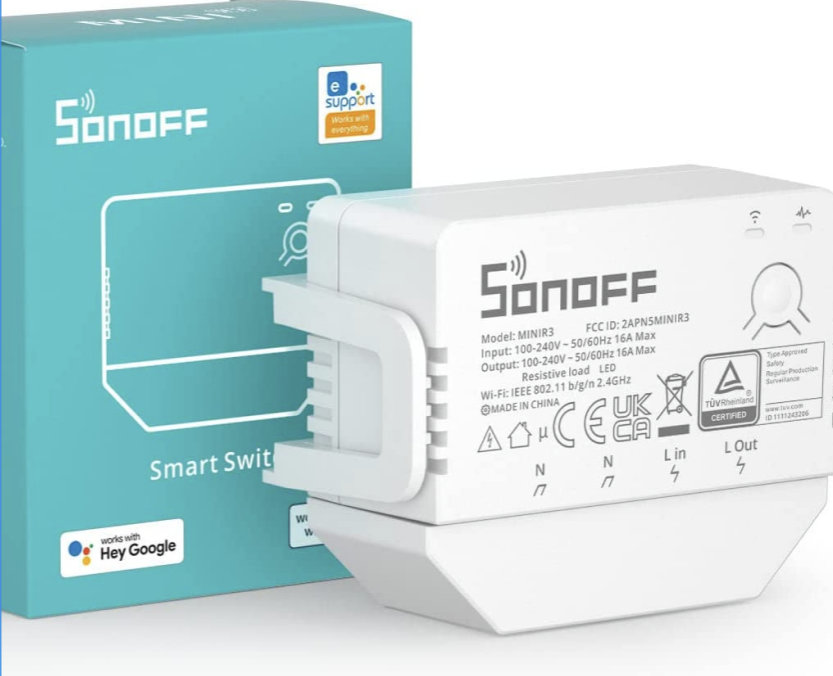 SONOFF
e
support
Works with
everything
Smart Swit
works with
Hey Google
SONOFF
Model: MINIR3 FCC ID: 2APN5MINIR3
Input: 100-240V ~ 50/60Hz 16A Max
Output: 100-240V ~ 50/60Hz 16A Max
Resistive load LED
Wi-Fi: IEEE 802.11 b/g/n 2.4GHz
MADE IN CHINA
μ CE UK
CA
TÜVRheinland
CERTIFIED
Type Approved
Safety
Regular Production
Surveillance
www.tuv.com
ID 1111243206
N N L in L Out